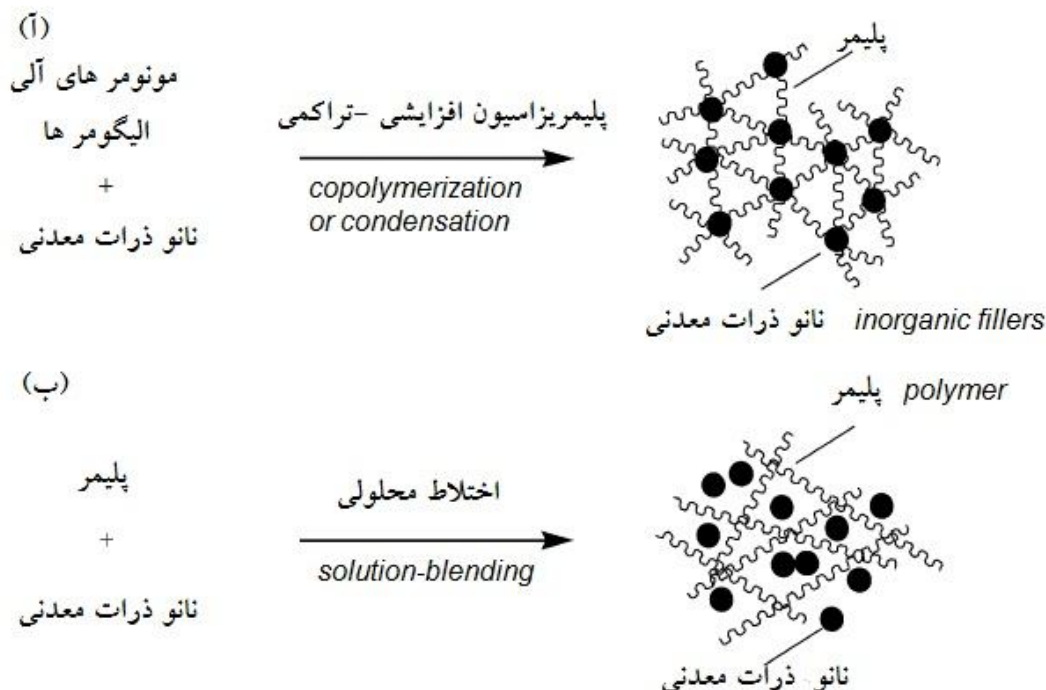 (آ)
مونومر های آلی
الیگومر ها
+
نانو ذرات معدنی
پلیمریزاسیون افزایشی -تراکمی
copolymerization
or condensation
پلیمر
نانو ذرات معدنی inorganic fillers
(ب)
پلیمر
+
نانو ذرات معدنی
اختلاط محلولی
solution-blending
پلیمر polymer
نانو ذرات معدنی